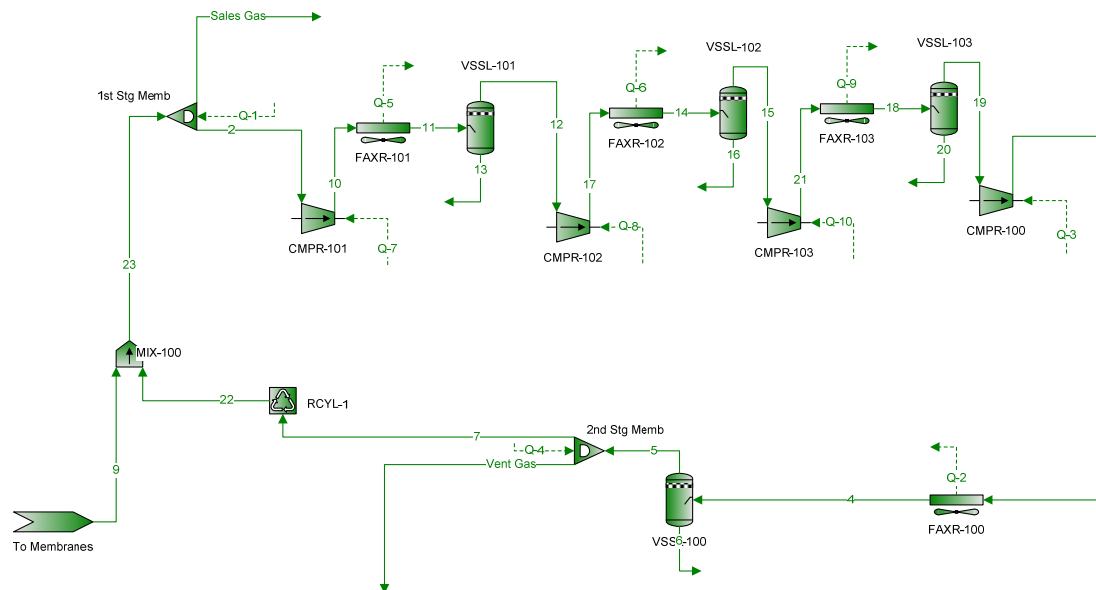 Sales Gas
VSSL-103
VSSL-102
VSSL-101
1st Stg Memb
Q-5
Q-6
Q-9
Q-1
2
11
FAXR-101
12
14
FAXR-102
15
18
FAXR-103
19
10
13
17
16
21
20
CMPR-101
Q-7
CMPR-102
Q-8
CMPR-103
Q-10
CMPR-100
Q-3
23
MIX-100
22
RCYL-1
7
2nd Stg Memb
Q-4
5
Vent Gas
9
Q-2
4
To Membranes
VSSL-100
6
FAXR-100